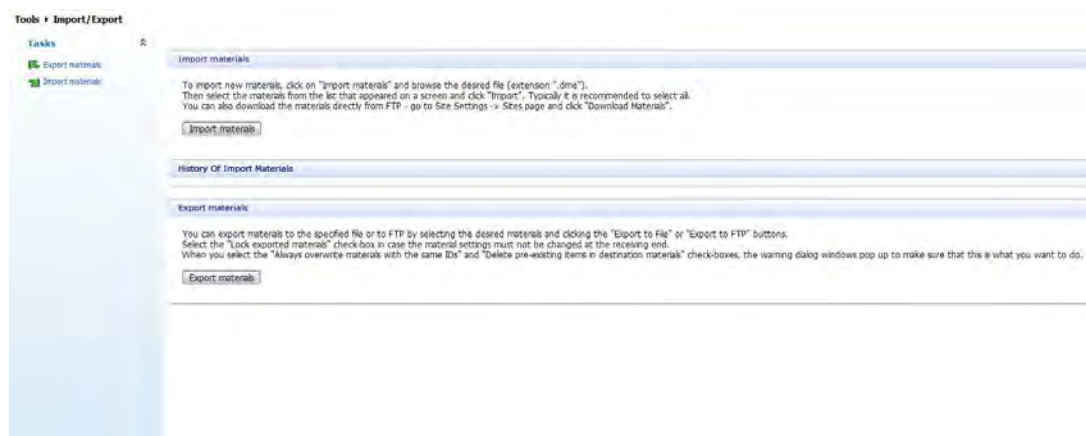 Tools ▸ Import/Export
Tasks
Export materials
Import materials
Import materials
To import new materials, click on "Import materials" and browse the desired file (extension ".dme").
Then select the materials from the list that appeared on a screen and click "Import". Typically it is recommended to select all.
You can also download the materials directly from FTP - go to Site Settings -> Sites page and click "Download Materials".
Import materials
History Of Import Materials
Export materials
You can export materials to the specified file or to FTP by selecting the desired materials and clicking the "Export to File" or "Export to FTP" buttons.
Select the "Lock exported materials" check-box in case the material settings must not be changed at the receiving end.
When you select the "Always overwrite materials with the same IDs" and "Delete pre-existing items in destination materials" check-boxes, the warning dialog windows pop up to make sure that this is what you want to do.
Export materials